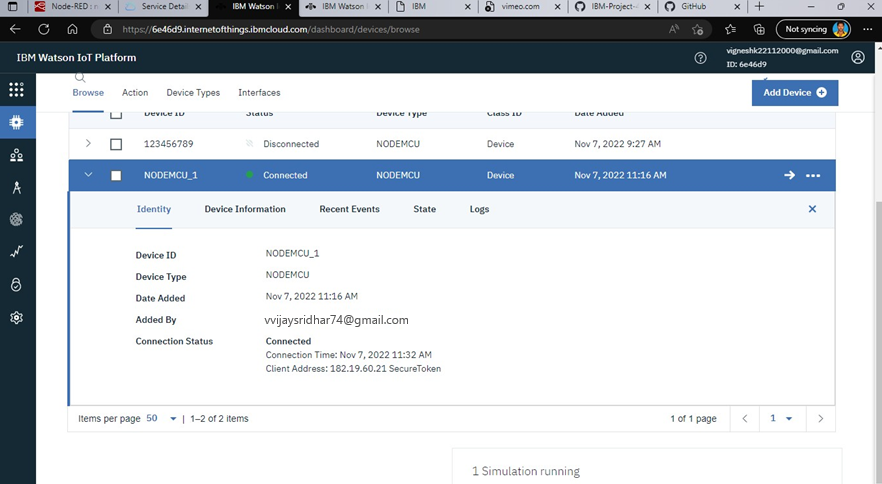 Node-RED : n
Service Detail
IBM Watson I
IBM Watson I
IBM
vimeo.com
IBM-Project-
GitHub
https://6e46d9.internetofthings.ibmcloud.com/dashboard/devices/browse
Not syncing
IBM Watson IoT Platform
vigneshk22112000@gmail.com
ID: 6e46d9
Browse Action Device Types Interfaces
Add Device
Device ID Status Device Type Class ID Date Added
123456789 Disconnected NODEMCU Device Nov 7, 2022 9:27 AM
NODEMCU_1 Connected NODEMCU Device Nov 7, 2022 11:16 AM
Identity Device Information Recent Events State Logs
Device ID NODEMCU_1
Device Type NODEMCU
Date Added Nov 7, 2022 11:16 AM
Added By vvijaysridhar74@gmail.com
Connection Status Connected
Connection Time: Nov 7, 2022 11:32 AM
Client Address: 182.19.60.21 SecureToken
Items per page 50 | 1–2 of 2 items 1 of 1 page 1
1 Simulation running